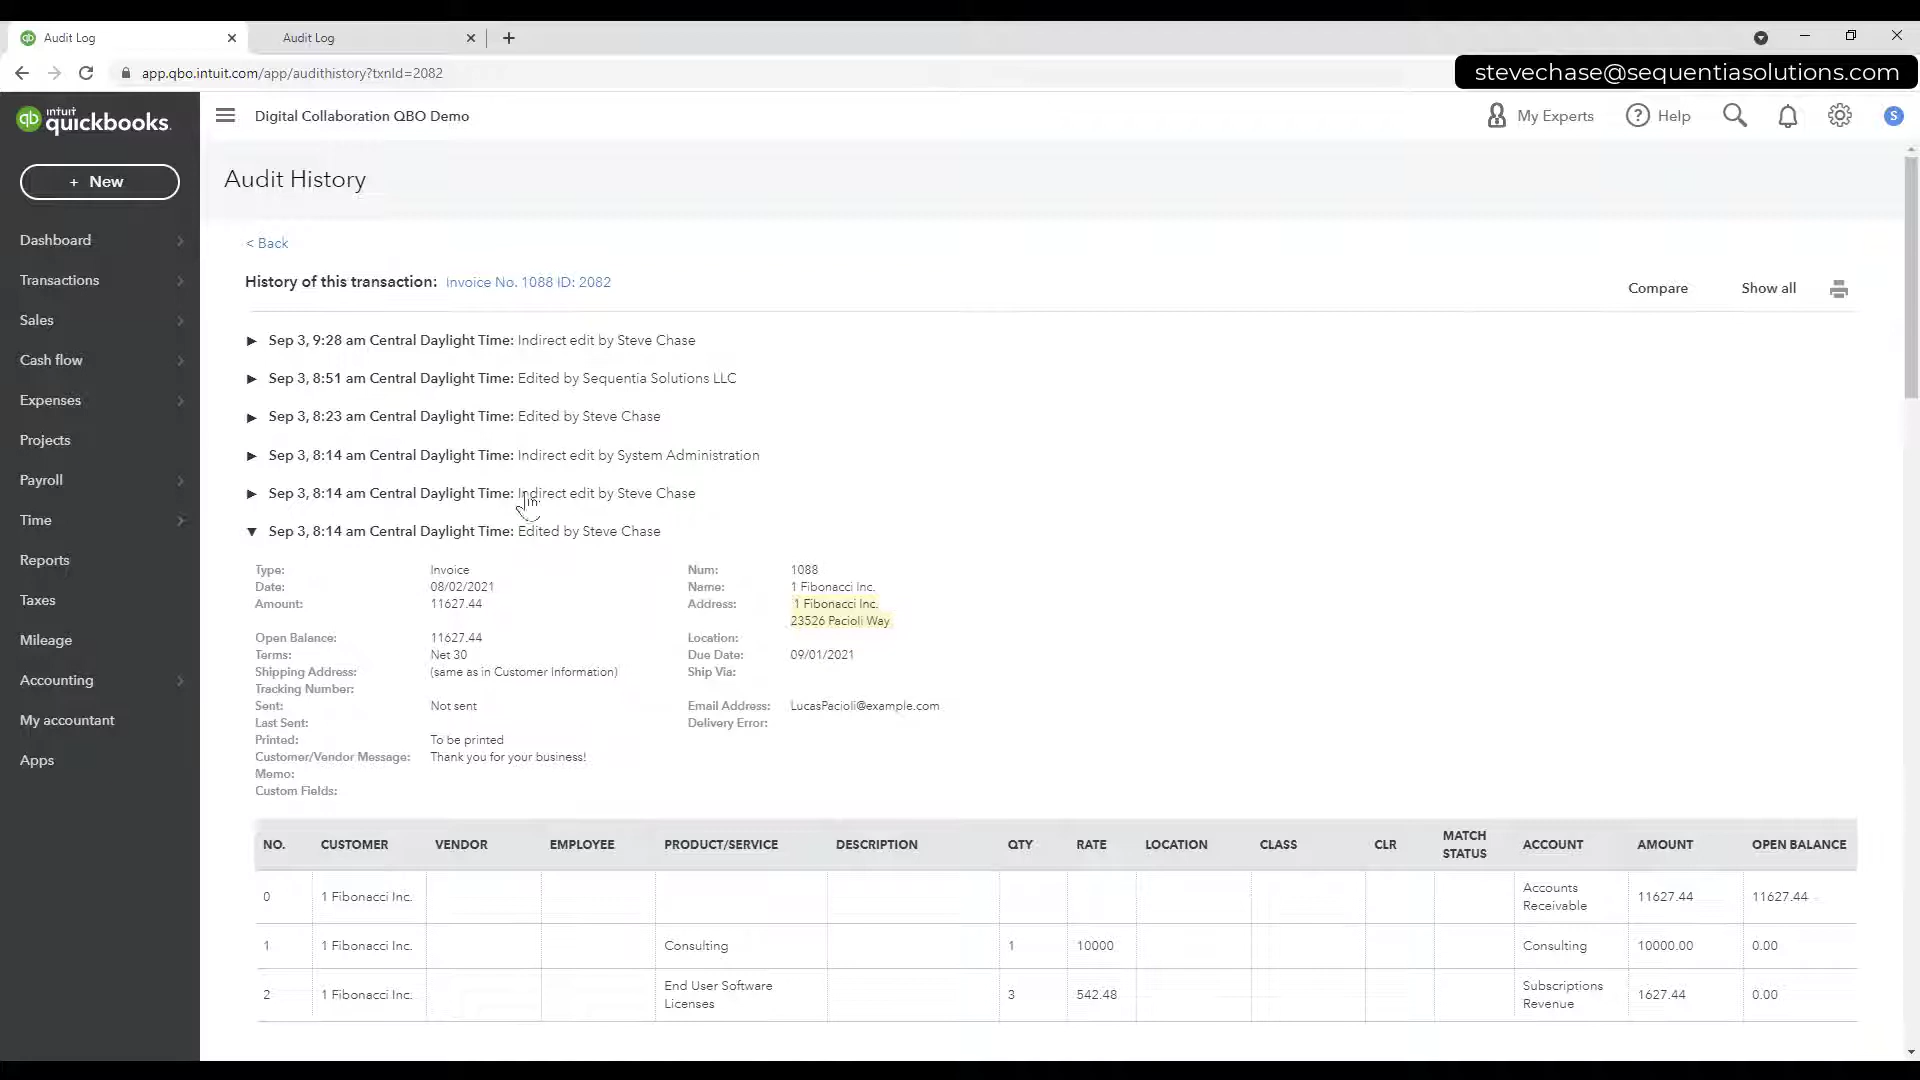 Audit Log
Audit Log
app.qbo.intuit.com/app/audithistory?txnId=2082
stevechase@sequentiasolutions.com
qb intuit quickbooks.
Digital Collaboration QBO Demo
My Experts
Help
S
+ New
Dashboard
Transactions
Sales
Cash flow
Expenses
Projects
Payroll
Time
Reports
Taxes
Mileage
Accounting
My accountant
Apps
Audit History
< Back
History of this transaction: Invoice No. 1088 ID: 2082
Compare Show all
Sep 3, 9:28 am Central Daylight Time: Indirect edit by Steve Chase
Sep 3, 8:51 am Central Daylight Time: Edited by Sequentia Solutions LLC
Sep 3, 8:23 am Central Daylight Time: Edited by Steve Chase
Sep 3, 8:14 am Central Daylight Time: Indirect edit by System Administration
Sep 3, 8:14 am Central Daylight Time: Indirect edit by Steve Chase
Sep 3, 8:14 am Central Daylight Time: Edited by Steve Chase
Type: Invoice Num: 1088
Date: 08/02/2021 Name: 1 Fibonacci Inc.
Amount: 11627.44 Address: 1 Fibonacci Inc.
23526 Pacioli Way
Open Balance: 11627.44 Location:
Terms: Net 30 Due Date: 09/01/2021
Shipping Address: (same as in Customer Information) Ship Via:
Tracking Number:
Sent: Not sent Email Address: LucasPacioli@example.com
Last Sent: Delivery Error:
Printed: To be printed
Customer/Vendor Message: Thank you for your business!
Memo:
Custom Fields:
NO. CUSTOMER VENDOR EMPLOYEE PRODUCT/SERVICE DESCRIPTION QTY RATE LOCATION CLASS CLR MATCH STATUS ACCOUNT AMOUNT OPEN BALANCE
0 1 Fibonacci Inc. Accounts Receivable 11627.44 11627.44
1 1 Fibonacci Inc. Consulting 1 10000 Consulting 10000.00 0.00
2 1 Fibonacci Inc. End User Software Licenses 3 542.48 Subscriptions Revenue 1627.44 0.00